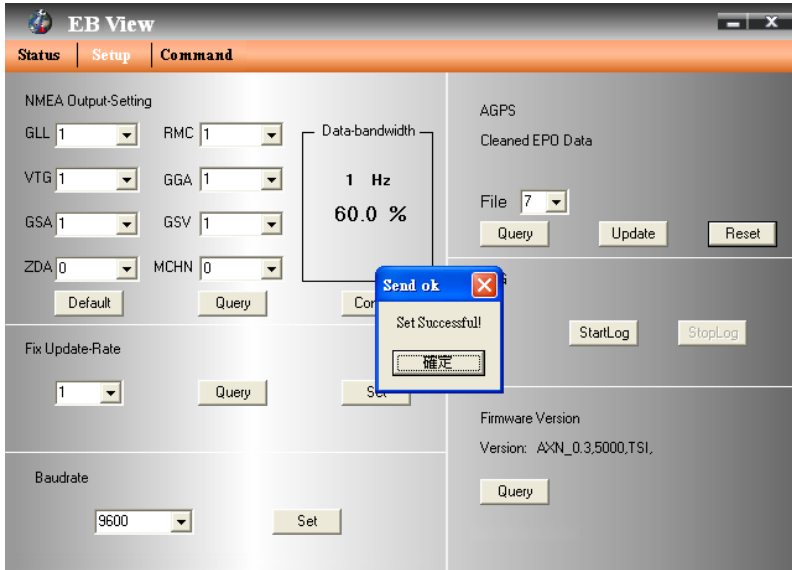 EB View
Status Setup Command
NMEA Output-Setting
GLL 1 RMC 1
VTG 1 GGA 1
GSA 1 GSV 1
ZDA 0 MCHN 0
Default Query
Data-bandwidth
1 Hz
60.0 %
Fix Update-Rate
1 Query
Baudrate
9600 Set
AGPS
Cleaned EPO Data
File 7
Query Update Reset
Send ok
Set Successful!
確定
StartLog StopLog
Firmware Version
Version: AXN_0.3,5000,TSI,
Query